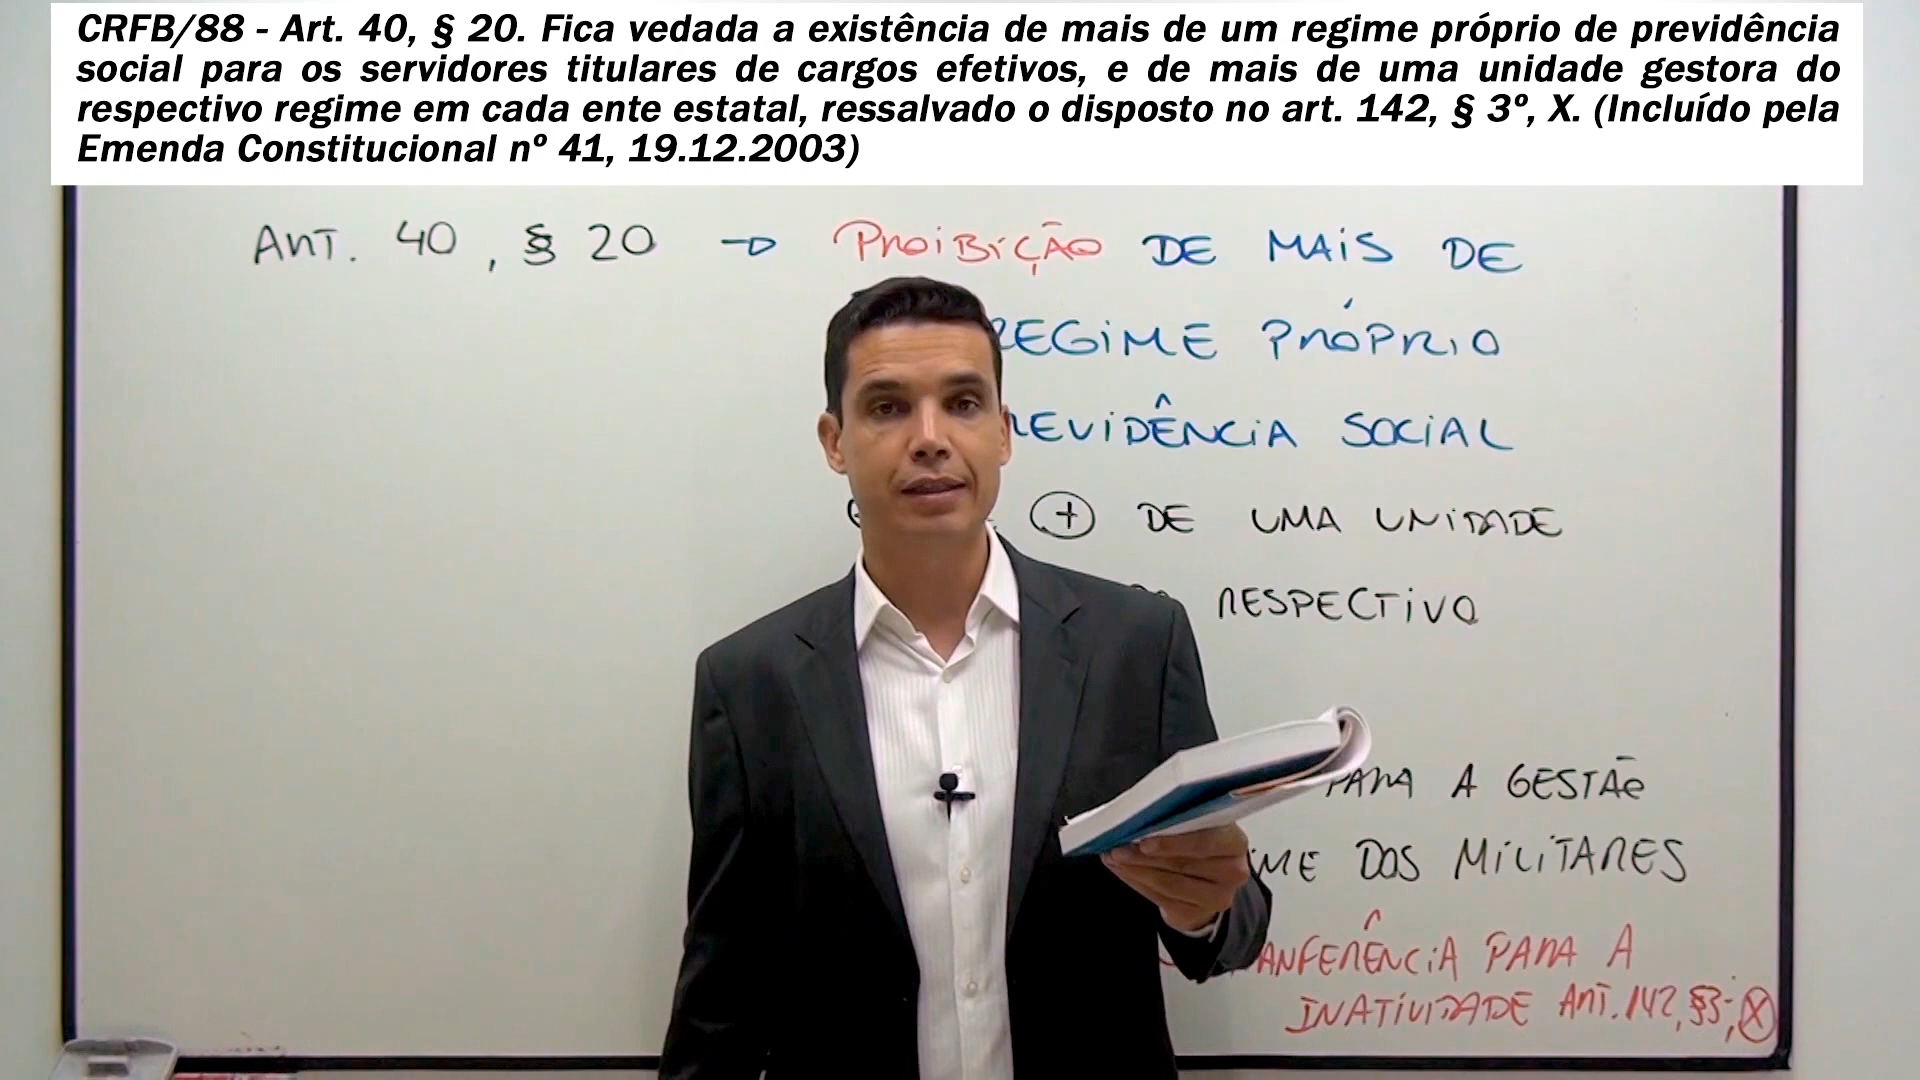 CRFB/88 - Art. 40, § 20. Fica vedada a existência de mais de um regime próprio de previdência
social para os servidores titulares de cargos efetivos, e de mais de uma unidade gestora do
respectivo regime em cada ente estatal, ressalvado o disposto no art. 142, § 3º, X. (Incluído pela
Emenda Constitucional nº 41, 19.12.2003)
ART. 40, § 20 → PROIBIÇÃO DE MAIS DE
REGIME PRÓPRIO
REVIDÊNCIA SOCIAL
+ DE UMA UNIDADE
RESPECTIVO
PARA A GESTÃO
IME DOS MILITARES
ANFERÊNCIA PARA A
INATIVIDADE ART. 142, §3º, X